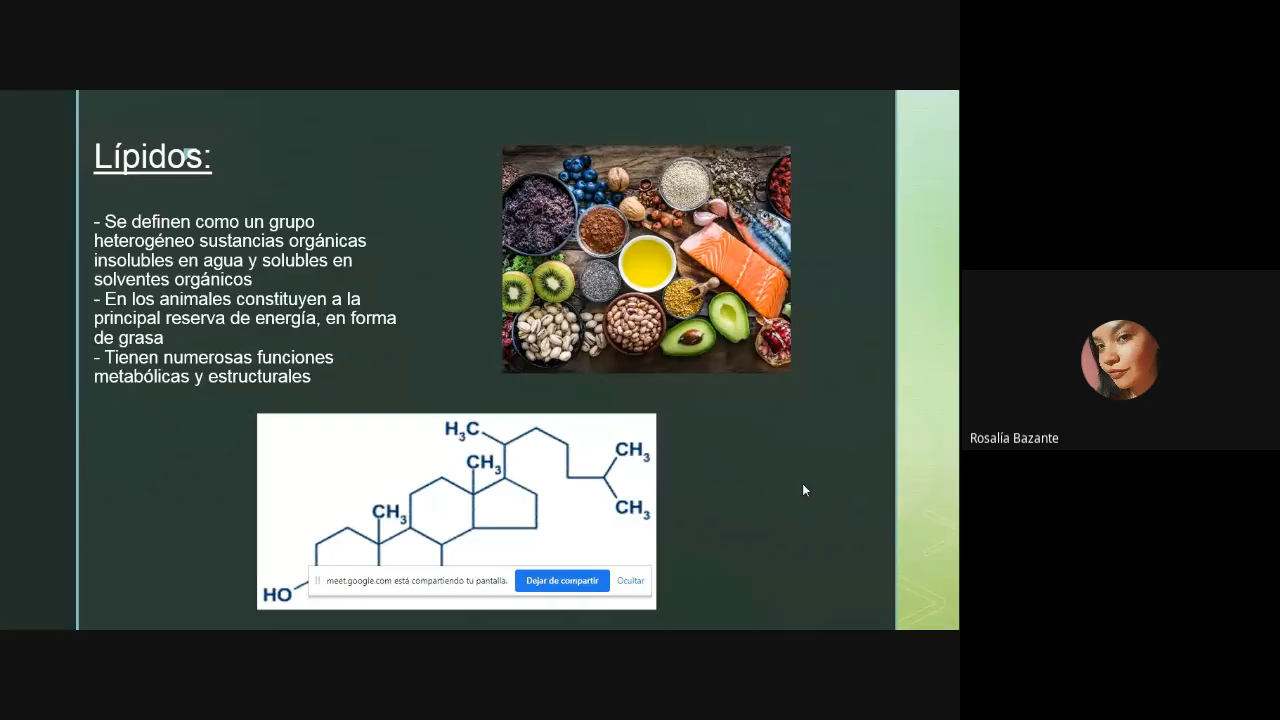 Lípidos:
- Se definen como un grupo
heterogéneo sustancias orgánicas
insolubles en agua y solubles en
solventes orgánicos
- En los animales constituyen a la
principal reserva de energía, en forma
de grasa
- Tienen numerosas funciones
metabólicas y estructurales
H₃C
CH₃
CH₃
CH₃
CH₃
HO
meet.google.com está compartiendo tu pantalla.
Dejar de compartir
Ocultar
Rosalía Bazante